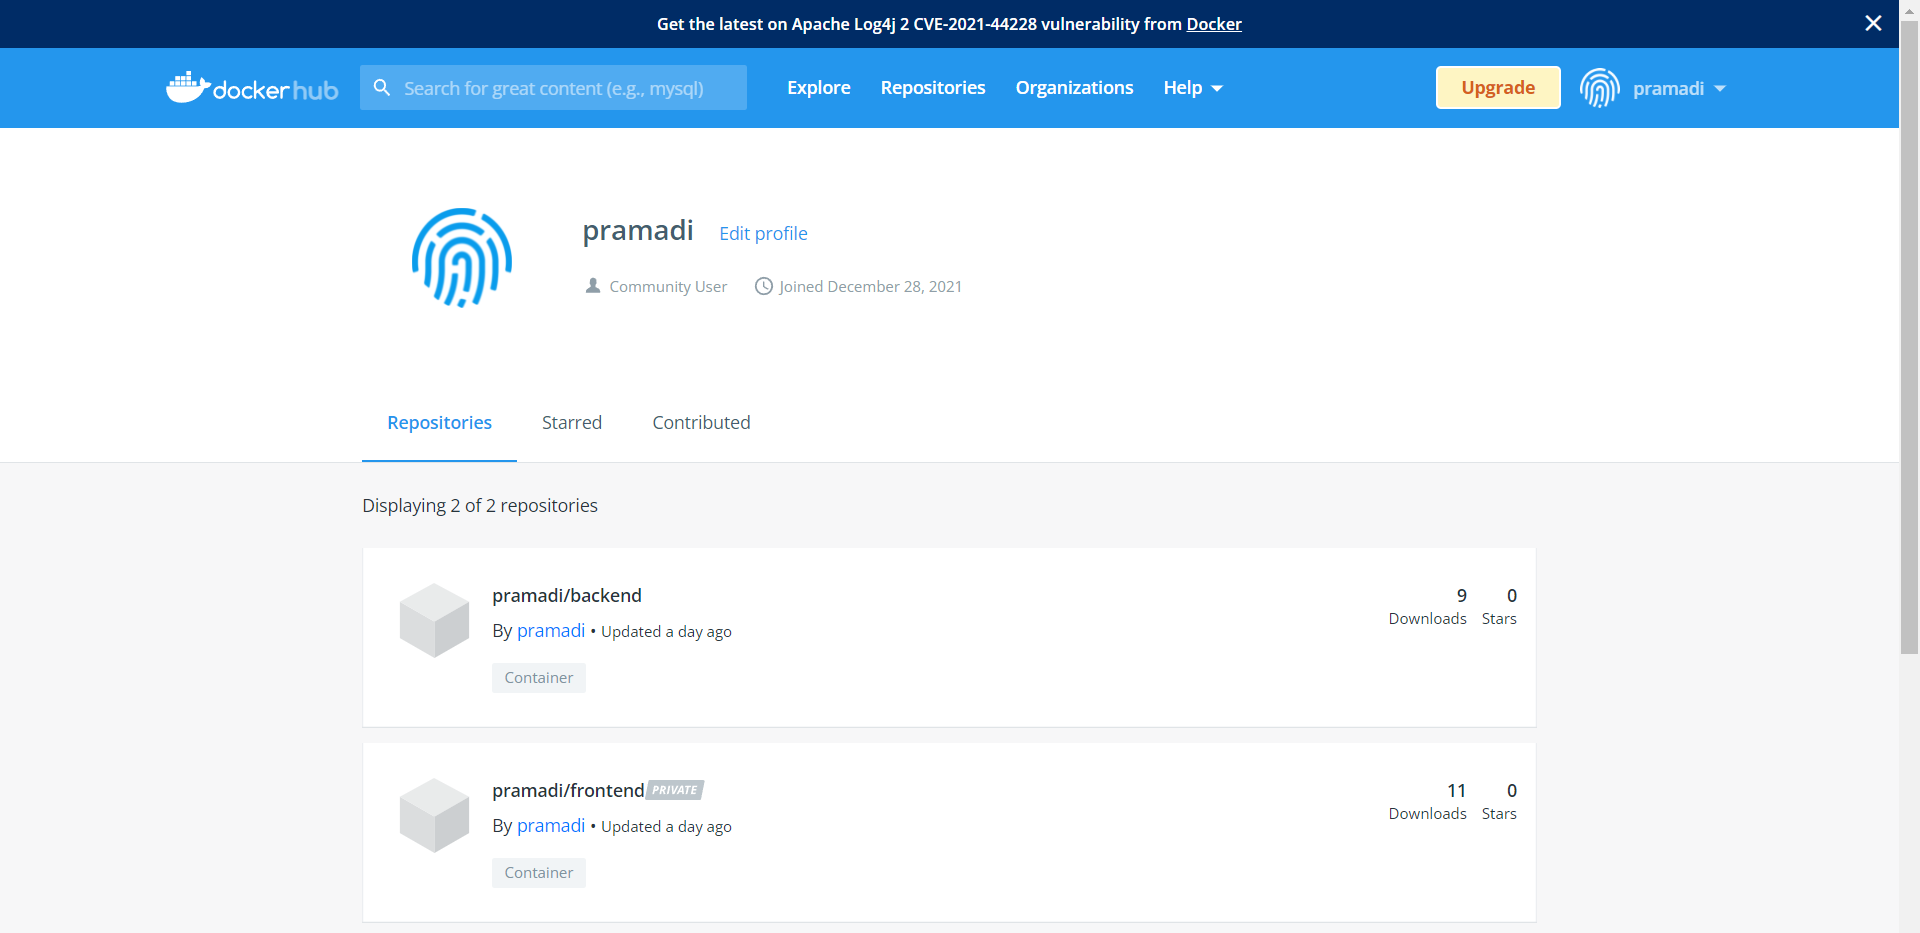 Get the latest on Apache Log4j 2 CVE-2021-44228 vulnerability from Docker
docker hub
Search for great content (e.g., mysql)
Explore
Repositories
Organizations
Help
Upgrade
pramadi
pramadi
Edit profile
Community User
Joined December 28, 2021
Repositories
Starred
Contributed
Displaying 2 of 2 repositories
pramadi/backend
By pramadi • Updated a day ago
Container
9
0
Downloads
Stars
pramadi/frontend PRIVATE
By pramadi • Updated a day ago
Container
11
0
Downloads
Stars